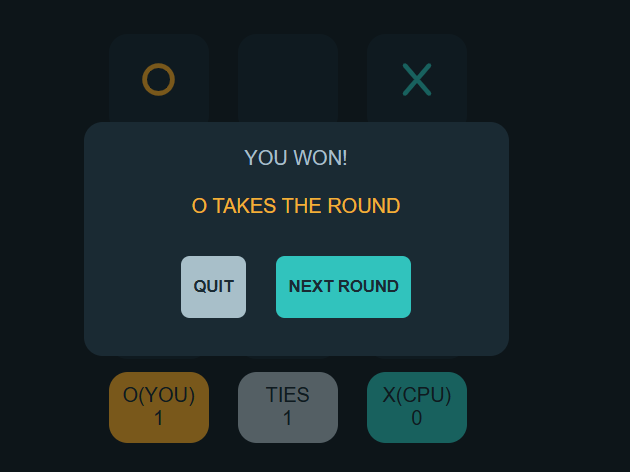 O X
YOU WON!
O TAKES THE ROUND
QUIT NEXT ROUND
O(YOU) TIES X(CPU)
1 1 0